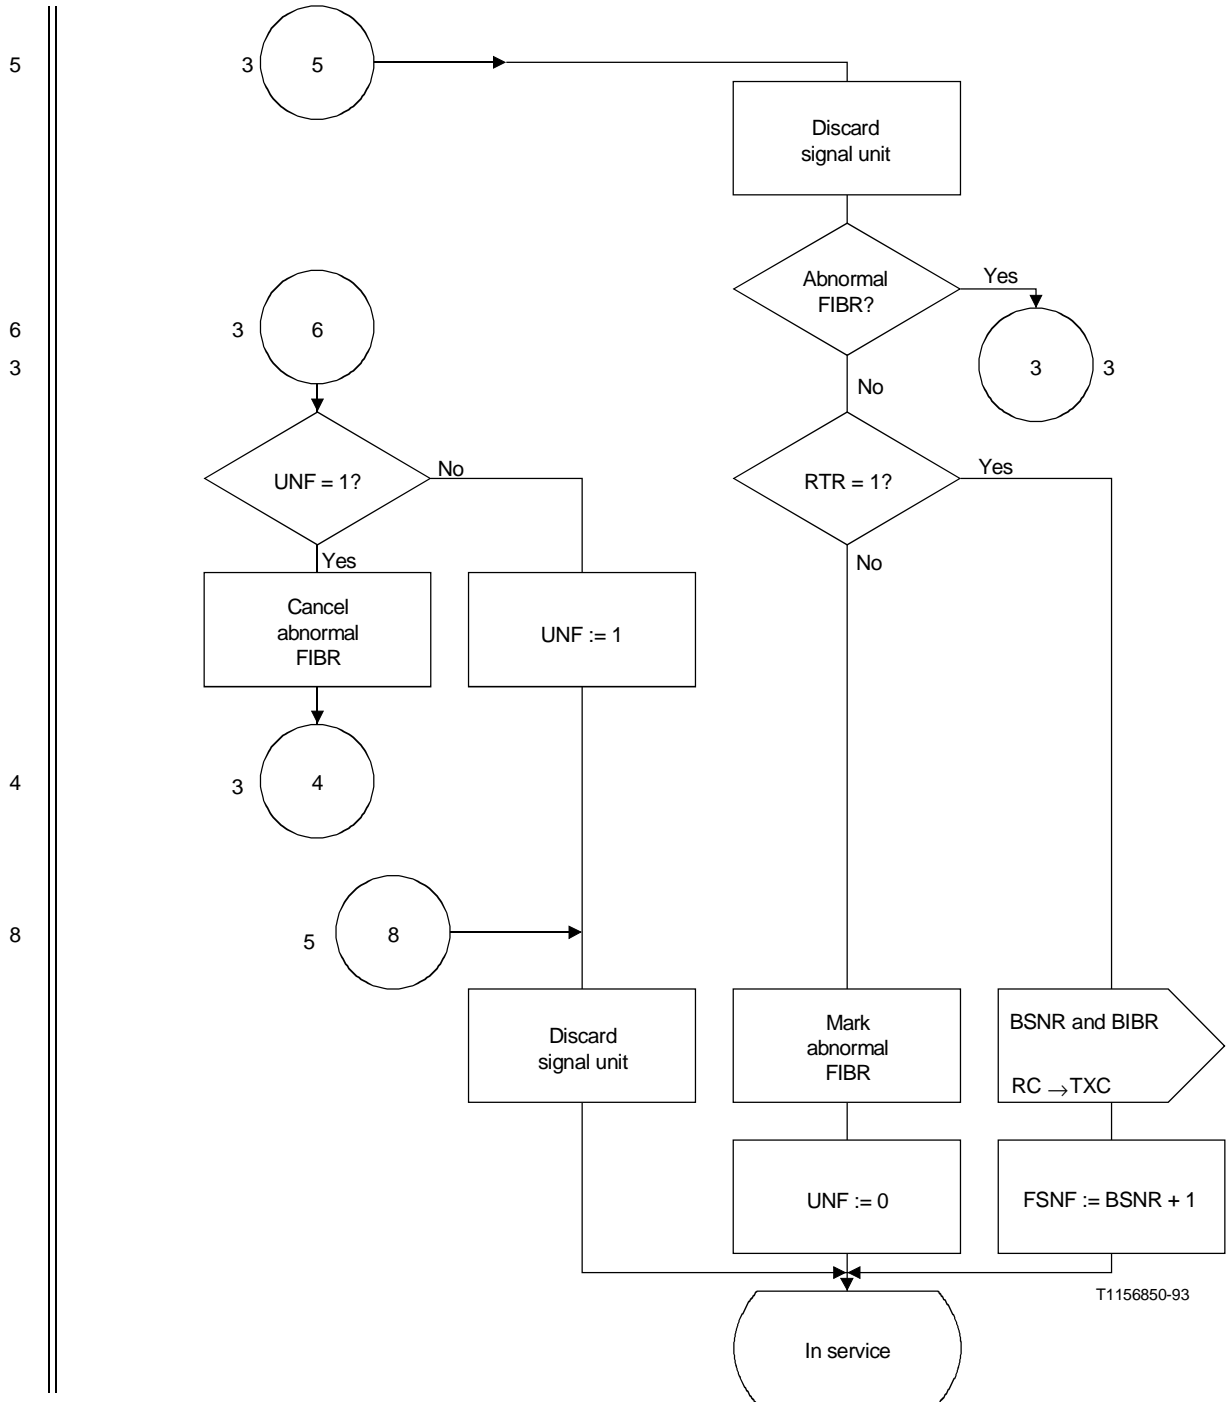 5
3
5
Discard
signal unit
Abnormal
FIBR?
Yes
6
3
6
3
3
3
No
UNF = 1?
No
RTR = 1?
Yes
Yes
No
Cancel
abnormal
FIBR
UNF := 1
4
3
4
8
5
8
Discard
signal unit
Mark
abnormal
FIBR
BSNR and BIBR
RC →TXC
UNF := 0
FSNF := BSNR + 1
T1156850-93
In service